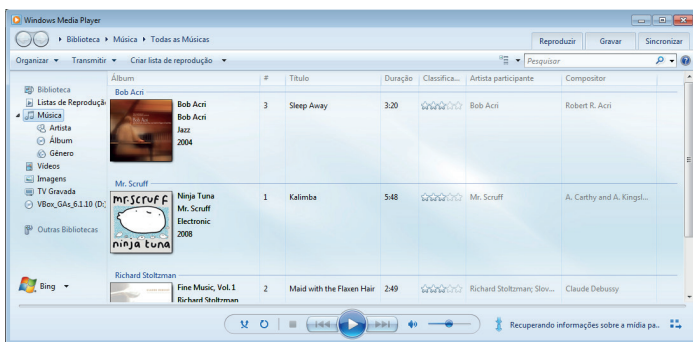 Windows Media Player
Biblioteca ▸ Música ▸ Todas as Músicas
Reproduzir Gravar Sincronizar
Organizar Transmitir Criar lista de reprodução Pesquisar
Álbum # Título Duração Classifica... Artista participante Compositor
Biblioteca
Listas de Reproduçã
Música
Artista
Álbum
Gênero
Vídeos
Imagens
TV Gravada
VBox_GAs_6.1.10 (D:)
Outras Bibliotecas
Bing
Bob Acri
Bob Acri 3 Sleep Away 3:20 Bob Acri Robert R. Acri
Bob Acri
Jazz
2004
Mr. Scruff
mr.scruff
ninja tuna
Ninja Tuna 1 Kalimba 5:48 Mr. Scruff A. Carthy and A. Kingsl...
Mr. Scruff
Electronic
2008
Richard Stoltzman
Fine Music, Vol. 1 2 Maid with the Flaxen Hair 2:49 Richard Stoltzman; Slov... Claude Debussy
Richard Stoltzman
Recuperando informações sobre a mídia pa..